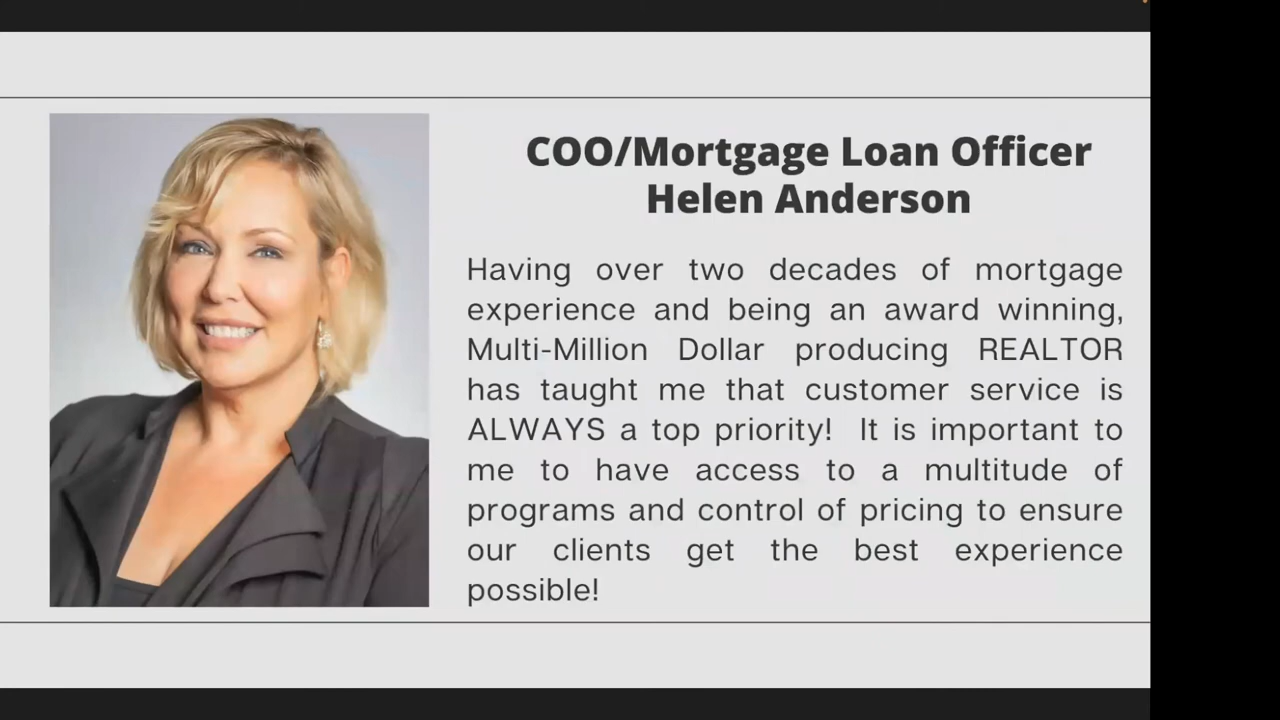 COO/Mortgage Loan Officer
Helen Anderson
Having over two decades of mortgage
experience and being an award winning,
Multi-Million Dollar producing REALTOR
has taught me that customer service is
ALWAYS a top priority! It is important to
me to have access to a multitude of
programs and control of pricing to ensure
our clients get the best experience
possible!